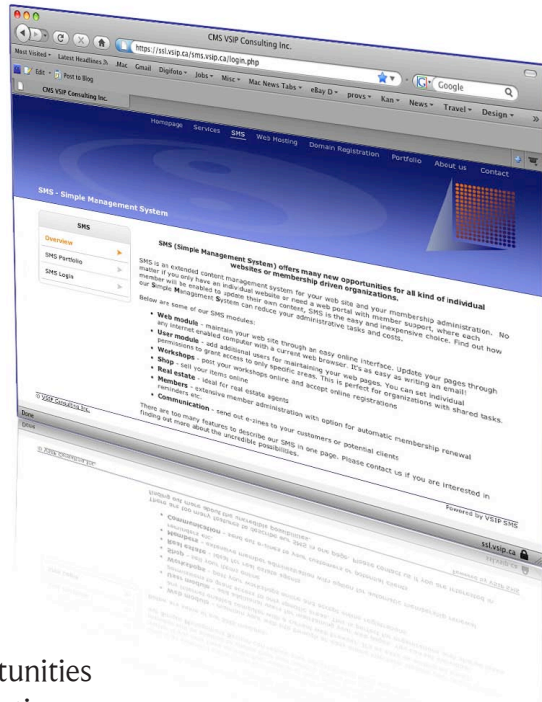 CMS VSIP Consulting Inc.
https://ssl.vsip.ca/sms.vsip.ca/login.php
Google
Most Visited Latest Headlines .Mac Gmail Digifoto Jobs Misc Mac News Tabs eBay D provs Kan News Travel Design »
Edit Post to Blog
CMS VSIP Consulting Inc.
Homepage Services SMS Web Hosting Domain Registration Portfolio About us Contact
SMS - Simple Management System
SMS
Overview
SMS Portfolio
SMS Login
SMS (Simple Management System) offers many new opportunities for all kind of individual
websites or membership driven organizations.
SMS is an extended content management system for your web site and your membership administration. No
matter if you only have an individual website or need a web portal with member support, where each
member will be enabled to update their own content, SMS is the easy and inexpensive choice. Find out how
our Simple Management System can reduce your administrative tasks and costs.
Below are some of our SMS modules:
• Web module - maintain your web site through an easy online interface. Update your pages through
any internet enabled computer with a current web browser. It's as easy as writing an email!
• User module - add additional users for maintaining your web pages. You can set individual
permissions to grant access to only specific areas. This is perfect for organizations with shared tasks.
• Workshops - post your workshops online and accept online registrations
• Shop - sell your items online
• Real estate - ideal for real estate agents
• Members - extensive member administration with option for automatic membership renewal
reminders etc.
• Communication - send out e-zines to your customers or potential clients
There are too many features to describe our SMS in one page. Please contact us if you are interested in
finding out more about the uncredible possibilities.
© VSIP Consulting Inc.
Powered by VSIP SMS
Done
ssl.vsip.ca
tunities